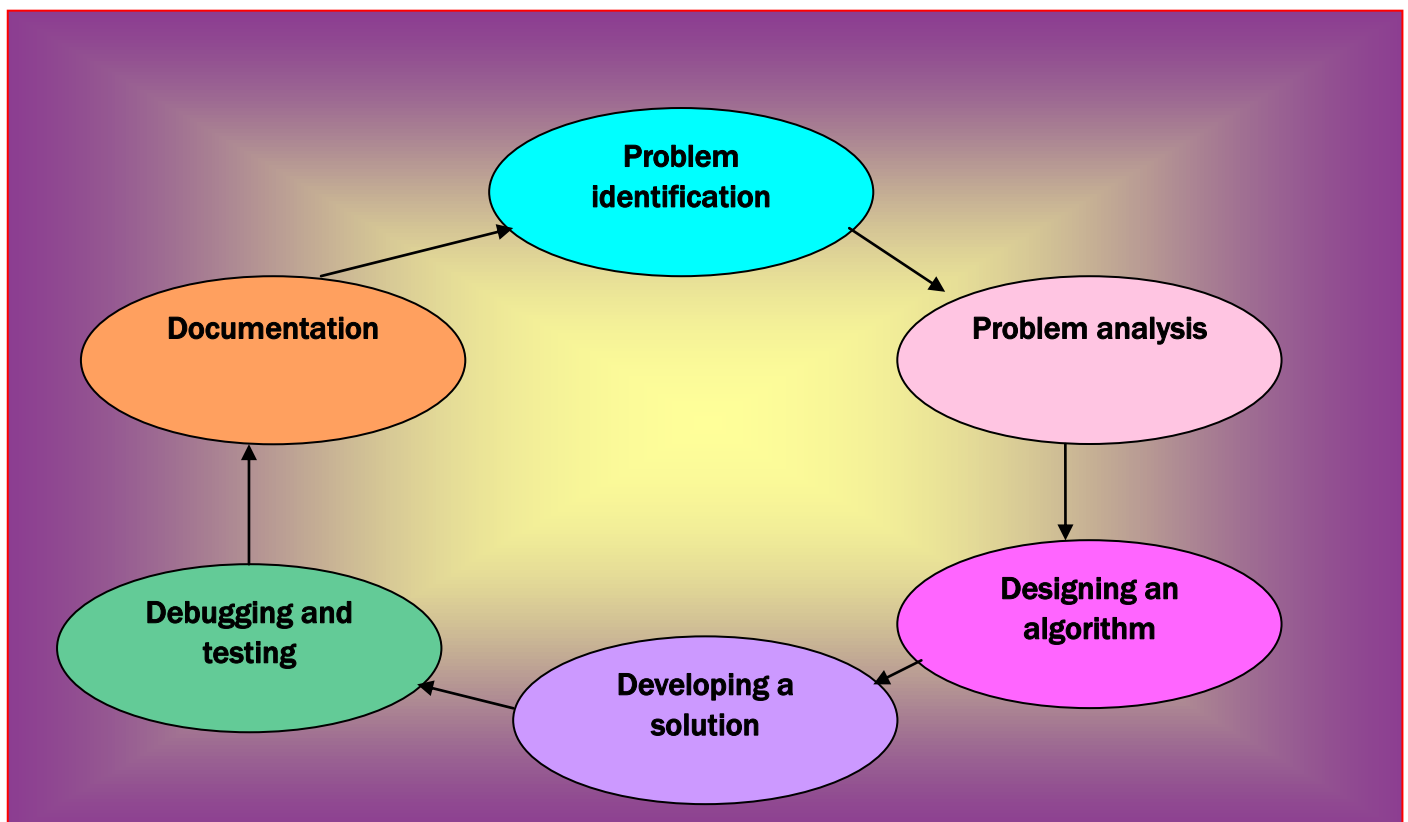 Problem
identification
Problem analysis
Designing an
algorithm
Developing a
solution
Debugging and
testing
Documentation